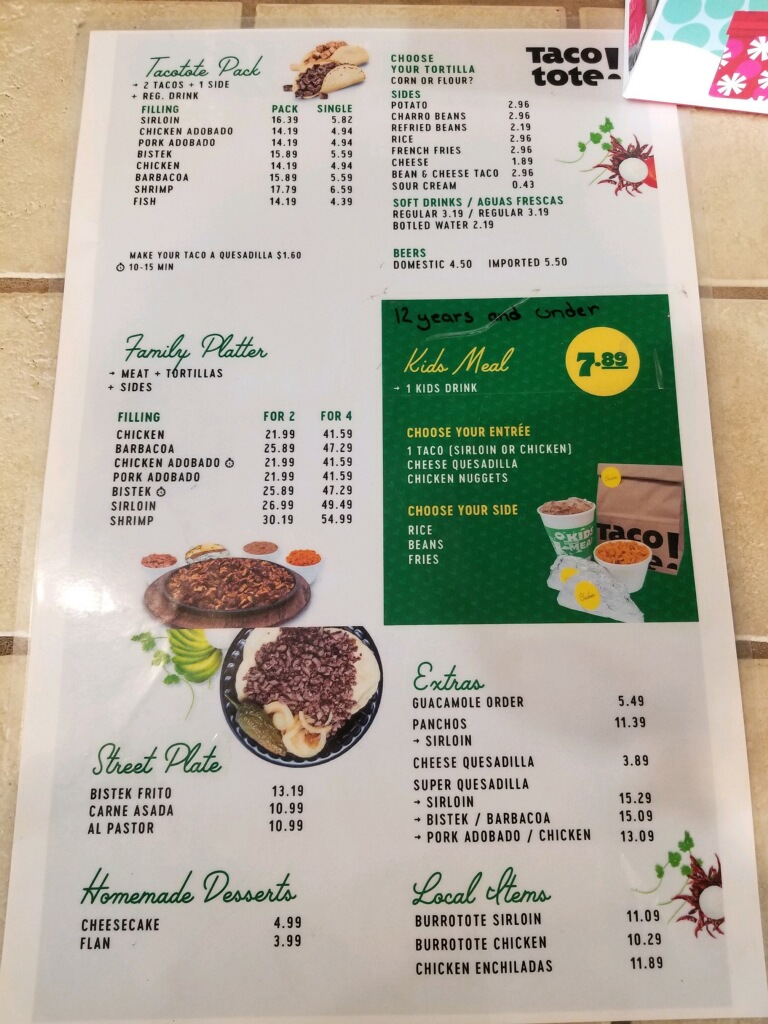 Tacotote Pack
→ 2 TACOS + 1 SIDE
+ REG. DRINK
FILLING PACK SINGLE
SIRLOIN 16.39 5.82
CHICKEN ADOBADO 14.19 4.94
PORK ADOBADO 14.19 4.94
BISTEK 15.89 5.59
CHICKEN 14.19 4.94
BARBACOA 15.89 5.59
SHRIMP 17.79 6.59
FISH 14.19 4.39
MAKE YOUR TACO A QUESADILLA $1.60
10-15 MIN
CHOOSE
YOUR TORTILLA
CORN OR FLOUR?
Taco
tote!
SIDES
POTATO 2.96
CHARRO BEANS 2.96
REFRIED BEANS 2.19
RICE 2.96
FRENCH FRIES 2.96
CHEESE 1.89
BEAN & CHEESE TACO 2.96
SOUR CREAM 0.43
SOFT DRINKS / AGUAS FRESCAS
REGULAR 3.19 / REGULAR 3.19
BOTLED WATER 2.19
BEERS
DOMESTIC 4.50 IMPORTED 5.50
Family Platter
→ MEAT + TORTILLAS
+ SIDES
FILLING FOR 2 FOR 4
CHICKEN 21.99 41.59
BARBACOA 25.89 47.29
CHICKEN ADOBADO 21.99 41.59
PORK ADOBADO 21.99 41.59
BISTEK 25.89 47.29
SIRLOIN 26.99 49.49
SHRIMP 30.19 54.99
12 years and under
Kids Meal
7.89
→ 1 KIDS DRINK
CHOOSE YOUR ENTRÉE
1 TACO (SIRLOIN OR CHICKEN)
CHEESE QUESADILLA
CHICKEN NUGGETS
CHOOSE YOUR SIDE
RICE
BEANS
FRIES
KIDS
MEAL
Taco!
Street Plate
BISTEK FRITO 13.19
CARNE ASADA 10.99
AL PASTOR 10.99
Extras
GUACAMOLE ORDER 5.49
PANCHOS 11.39
→ SIRLOIN
CHEESE QUESADILLA 3.89
SUPER QUESADILLA
→ SIRLOIN 15.29
→ BISTEK / BARBACOA 15.09
→ PORK ADOBADO / CHICKEN 13.09
Homemade Desserts
CHEESECAKE 4.99
FLAN 3.99
Local Items
BURROTOTE SIRLOIN 11.09
BURROTOTE CHICKEN 10.29
CHICKEN ENCHILADAS 11.89